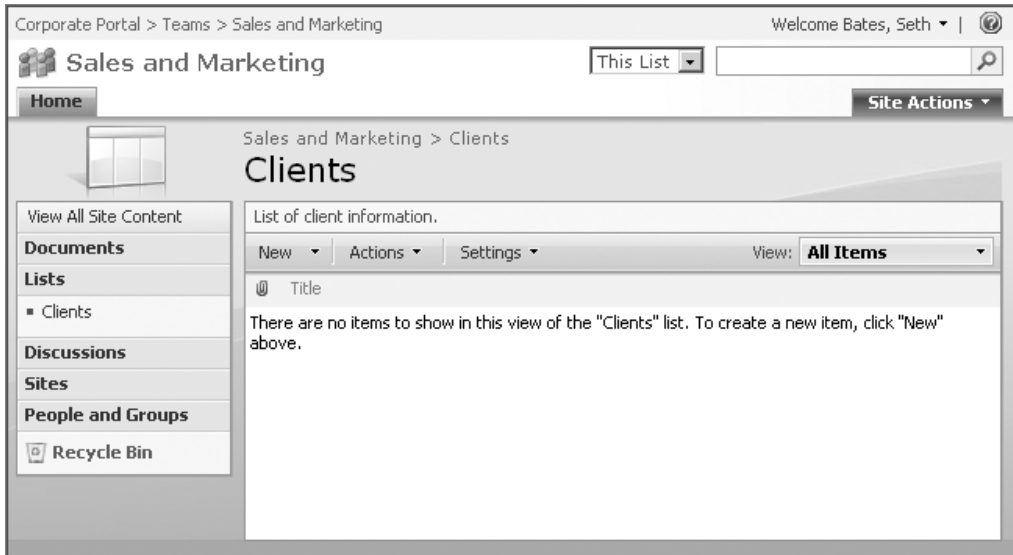 Corporate Portal > Teams > Sales and Marketing
Welcome Bates, Seth
Sales and Marketing
This List
Home
Site Actions
Sales and Marketing > Clients
Clients
View All Site Content
Documents
Lists
Clients
Discussions
Sites
People and Groups
Recycle Bin
List of client information.
New Actions Settings View: All Items
Title
There are no items to show in this view of the "Clients" list. To create a new item, click "New"
above.